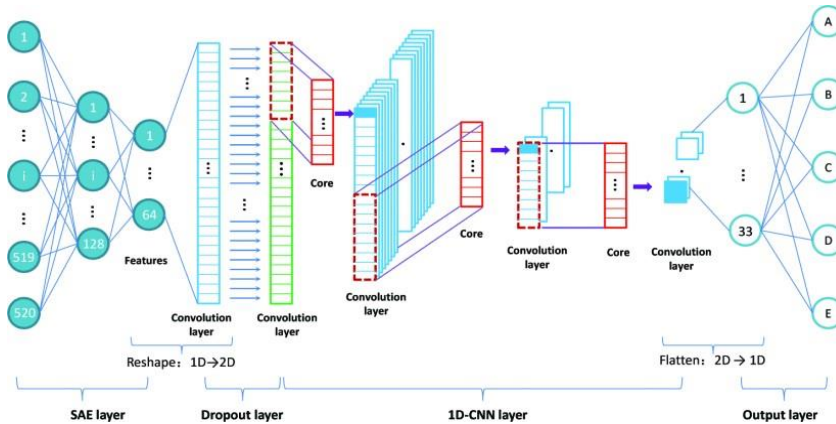 1
2
...
i
...
519
520
1
...
i
...
128
1
...
64
Features
...
Convolution
layer
...
...
...
...
Convolution
layer
...
Core
...
Convolution
layer
...
Core
...
Convolution
layer
...
Core
Convolution
layer
1
...
33
A
B
C
D
E
Reshape: 1D→2D
Flatten: 2D → 1D
SAE layer
Dropout layer
1D-CNN layer
Output layer